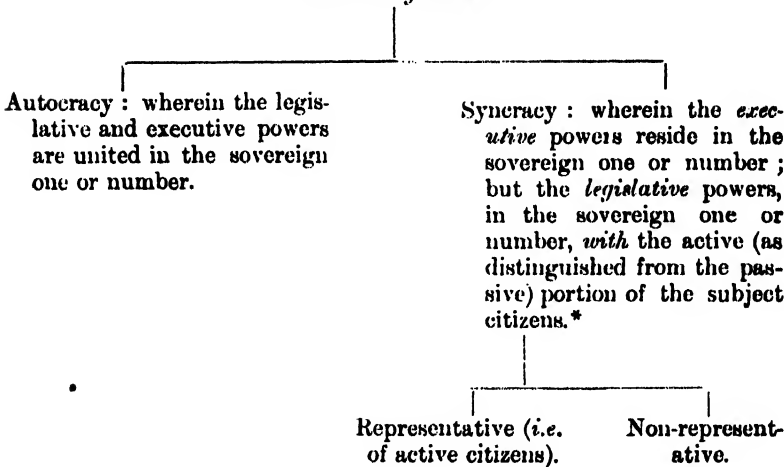 Autocracy : wherein the legis-
lative and executive powers
are united in the sovereign
one or number.
Syncracy : wherein the exec-
utive powers reside in the
sovereign one or number ;
but the legislative powers,
in the sovereign one or
number, with the active (as
distinguished from the pas-
sive) portion of the subject
citizens.*
Representative (i.e.
of active citizens).
Non-represent-
ative.